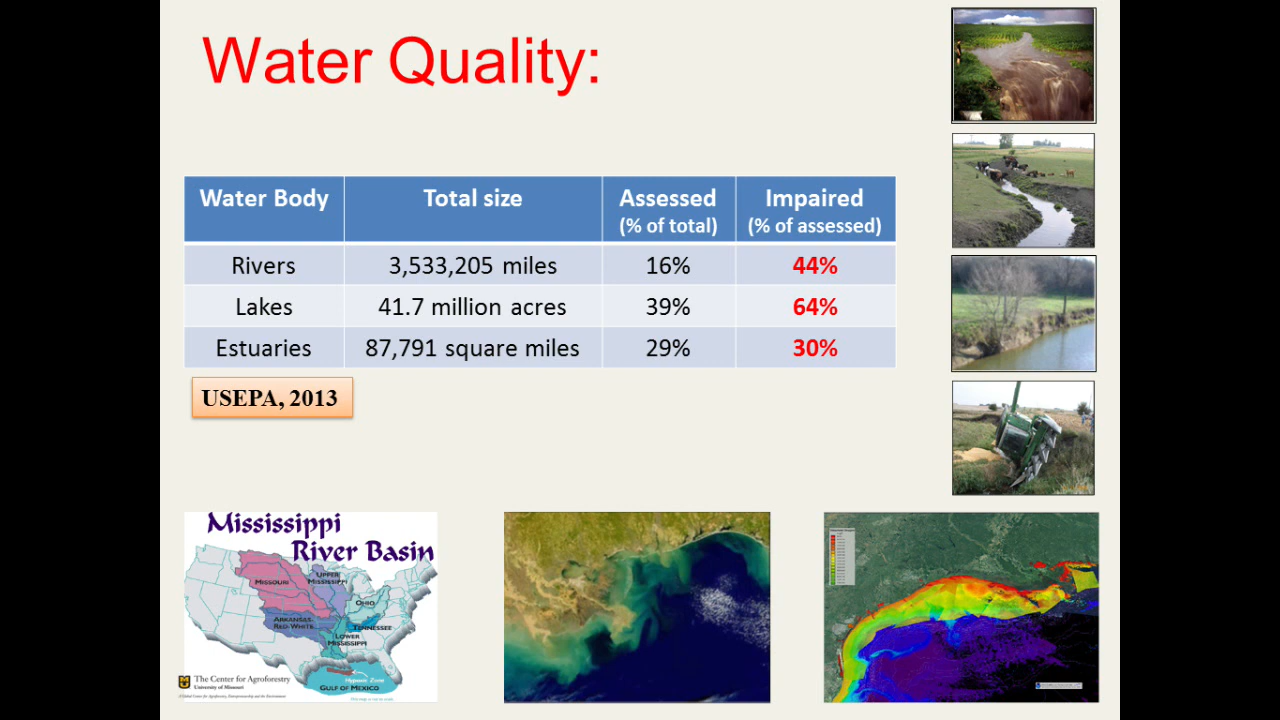 Water Quality:
Water Body Total size Assessed (% of total) Impaired (% of assessed)
Rivers 3,533,205 miles 16% 44%
Lakes 41.7 million acres 39% 64%
Estuaries 87,791 square miles 29% 30%
USEPA, 2013
Mississippi
River Basin
MISSOURI
UPPER
MISSISSIPPI
OHIO
ARKANSAS
RED-WHITE
TENNESSEE
LOWER
MISSISSIPPI
Hypoxic Zone
GULF OF MEXICO
The Center for Agroforestry
University of Missouri